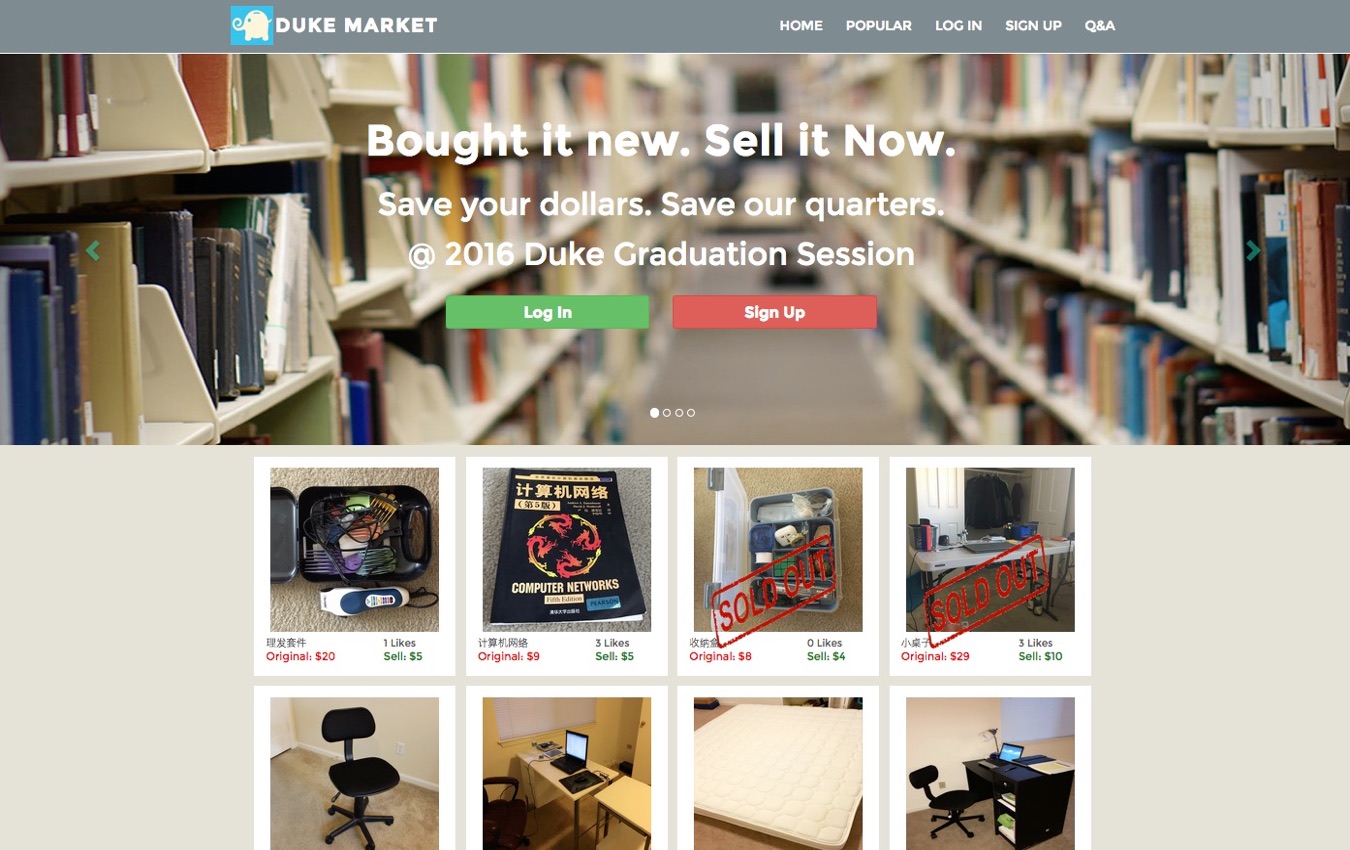 DUKE MARKET
HOME
POPULAR
LOG IN
SIGN UP
Q&A
Bought it new. Sell it Now.
Save your dollars. Save our quarters.
@ 2016 Duke Graduation Session
Log In
Sign Up
计算机网络
(第5版)
COMPUTER NETWORKS
Fifth Edition
PEARSON
清华大学出版社
SOLD OUT
SOLD OUT
理发套件
1 Likes
Original: $20
Sell: $5
计算机网络
3 Likes
Original: $9
Sell: $5
收纳盒
0 Likes
Original: $8
Sell: $4
小桌子
3 Likes
Original: $29
Sell: $10